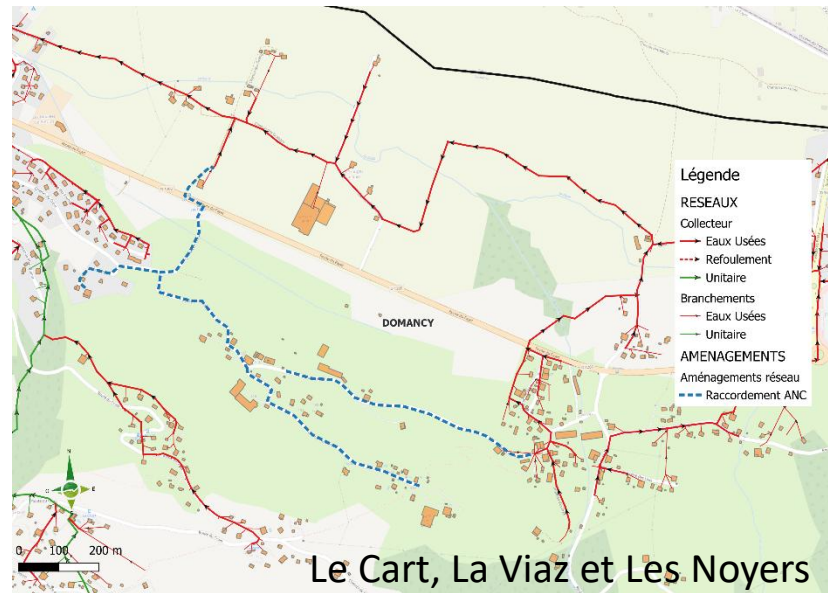 DOMANCY
Légende
RESEAUX
Collecteur
Eaux Usées
Refoulement
Unitaire
Branchements
Eaux Usées
Unitaire
AMENAGEMENTS
Aménagements réseau
Raccordement ANC
N
O
E
S
0 100 200 m
Le Cart, La Viaz et Les Noyers